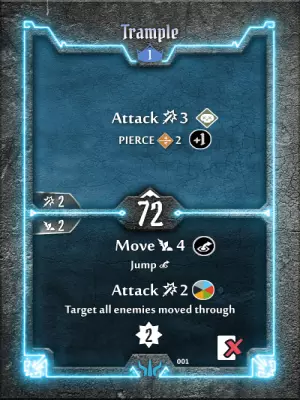 Trample
1
Attack 3
PIERCE 2 +1
2
72
2
Move 4
Jump
Attack 2
Target all enemies moved through
2
001